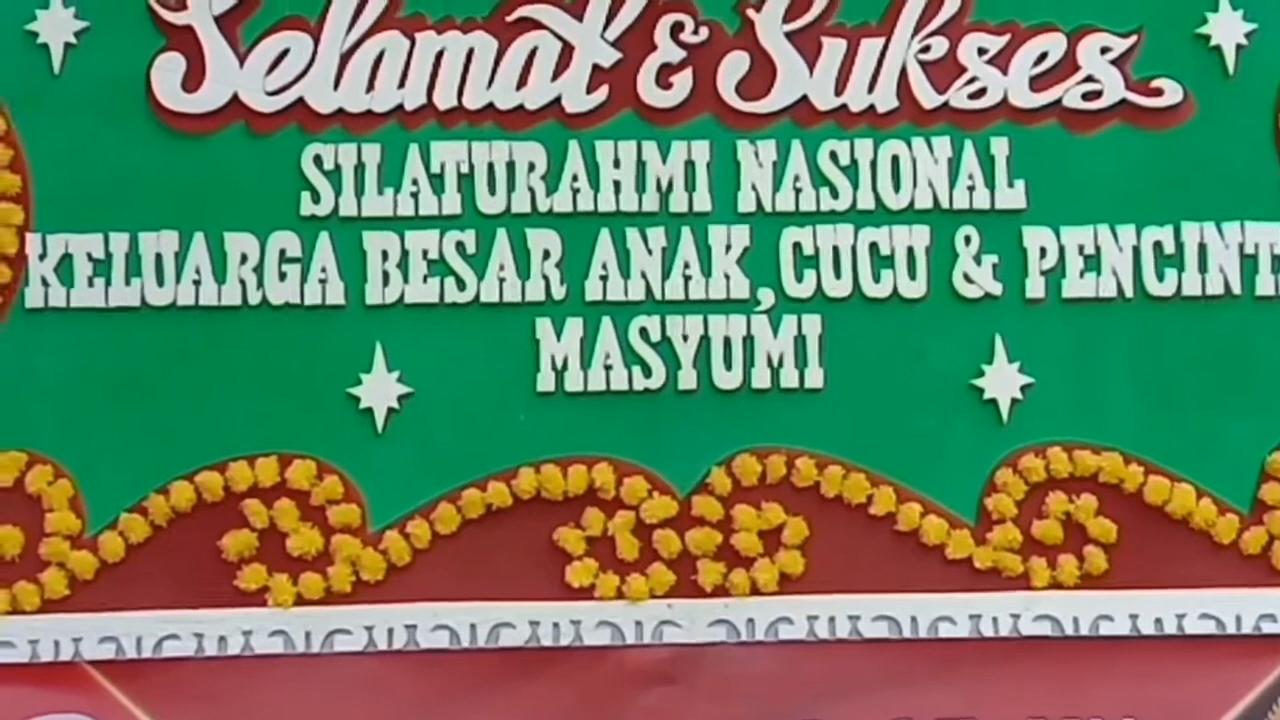 Selamat & Sukses
SILATURAHMI NASIONAL
KELUARGA BESAR ANAK, CUCU & PENCINT
MASYUMI